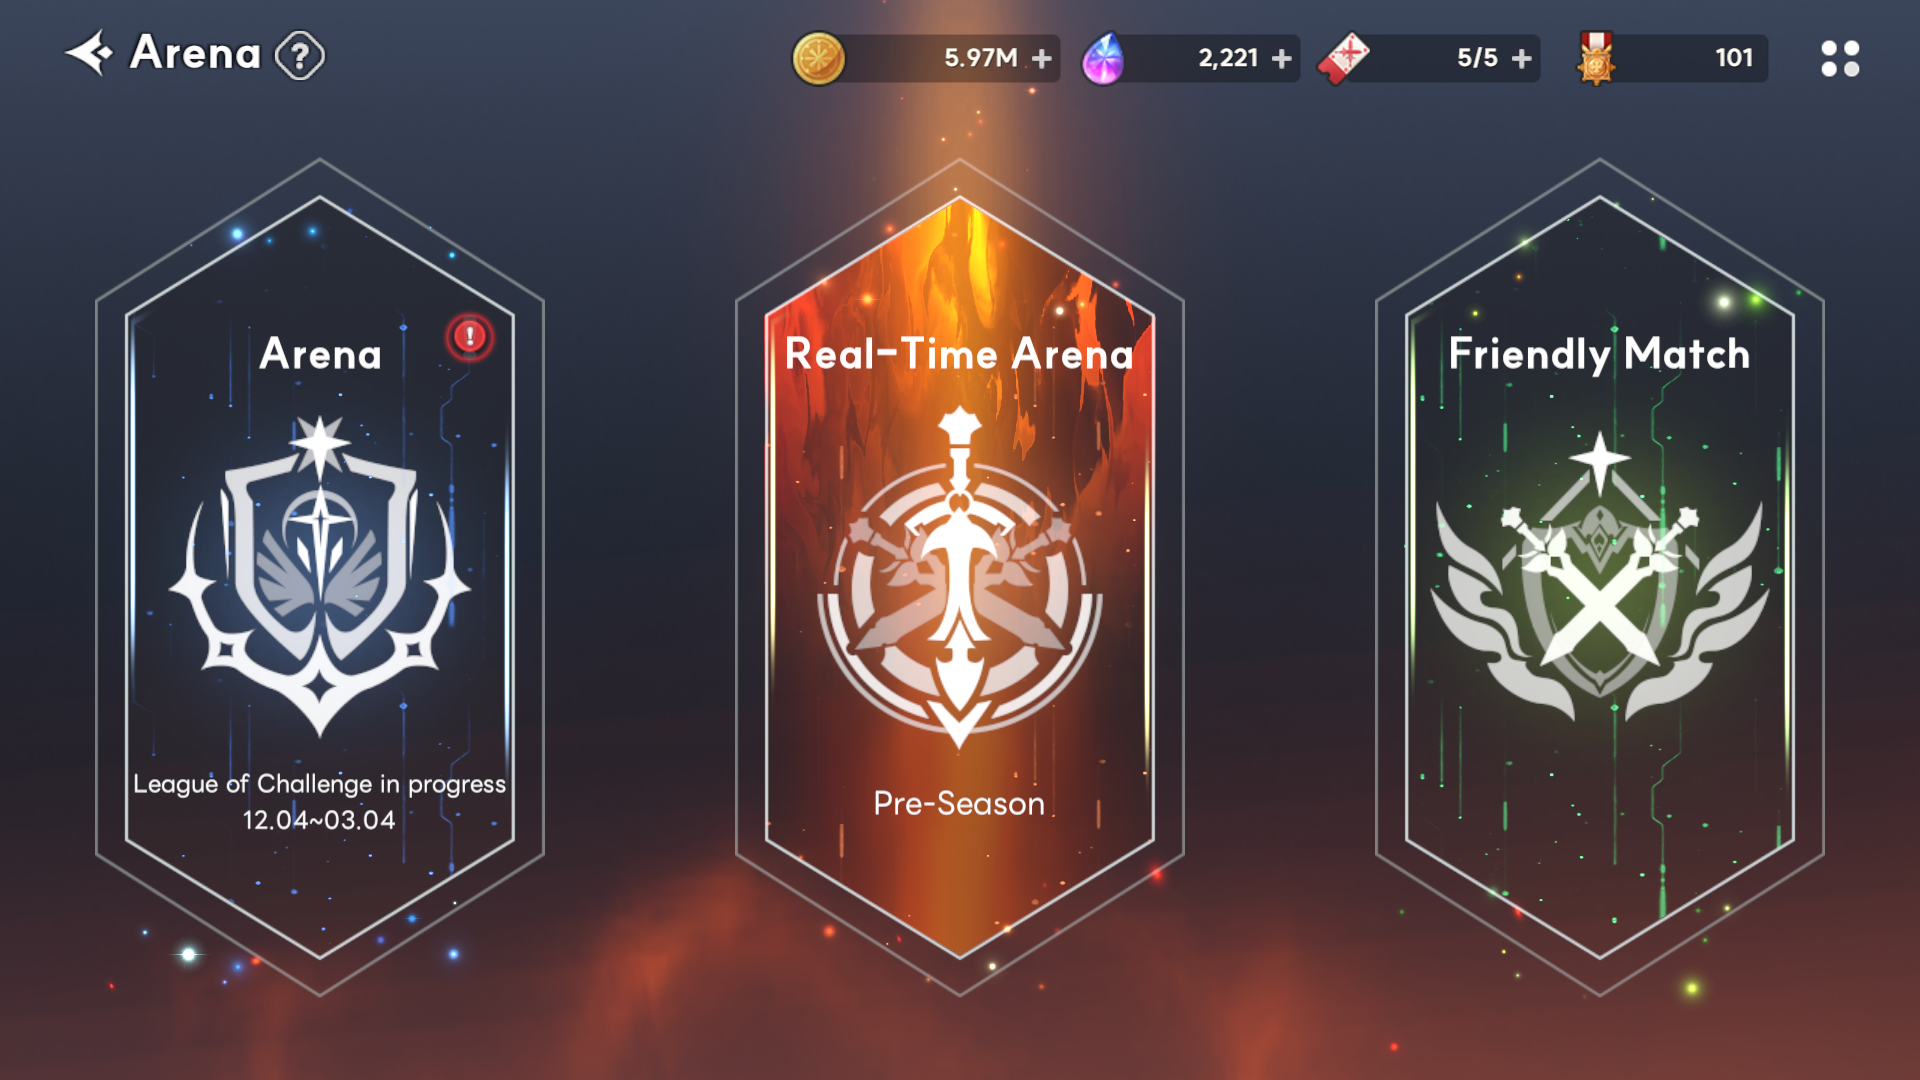 Arena ?
5.97M +
2,221 +
5/5 +
101
Arena
!
League of Challenge in progress
12.04~03.04
Real-Time Arena
Pre-Season
Friendly Match